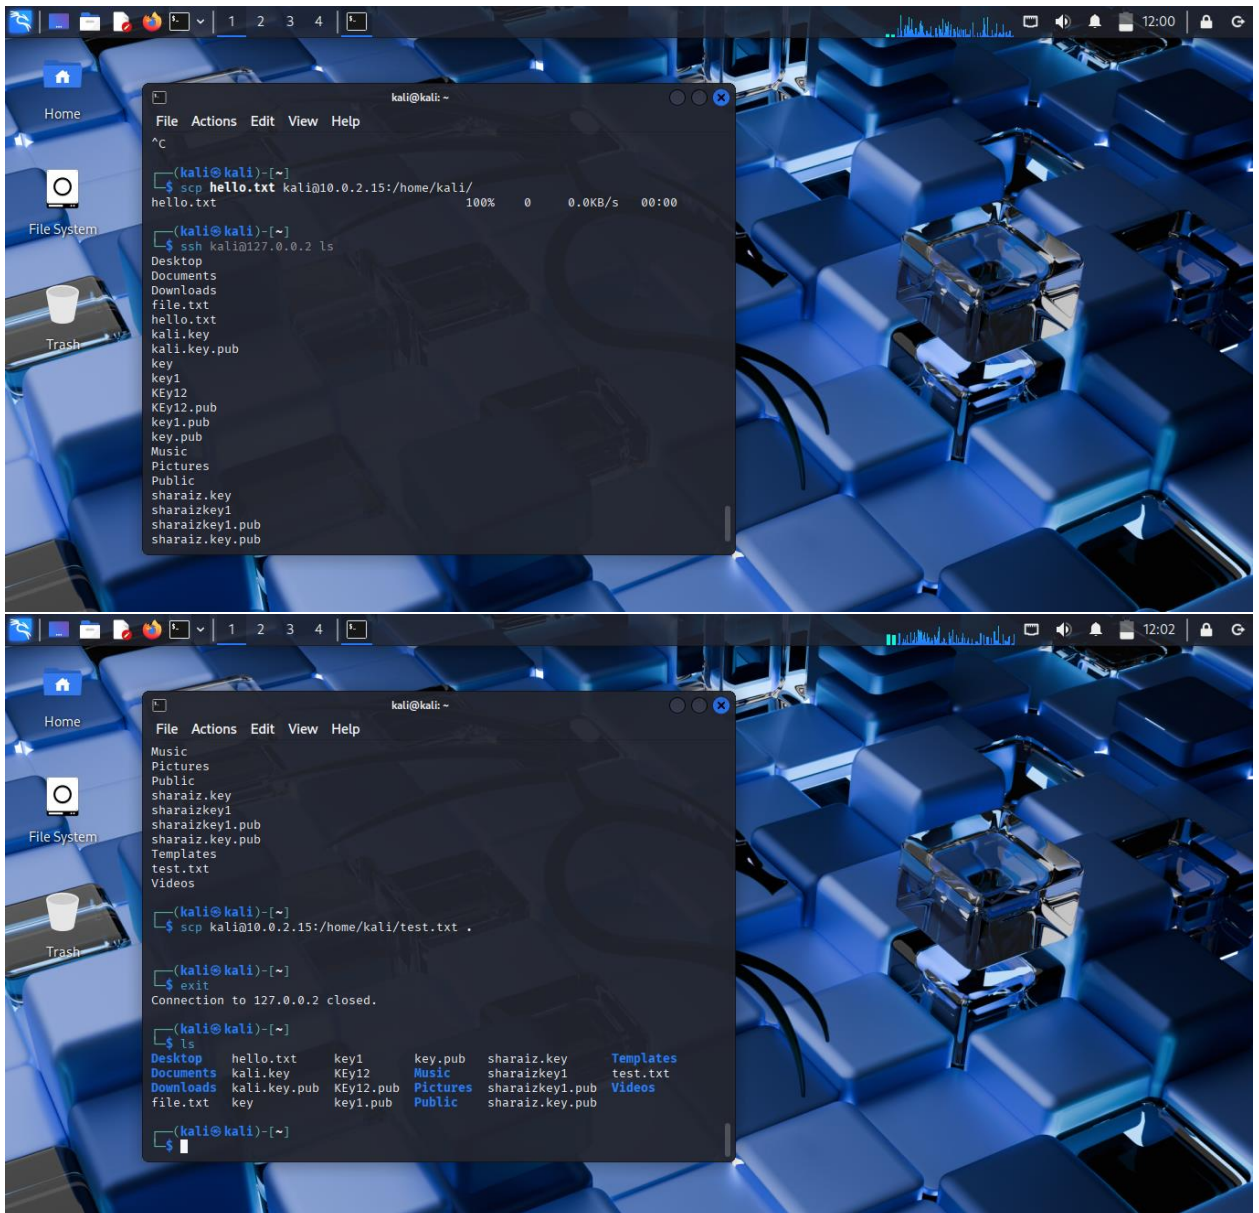 1 2 3 4 12:00
Home
File System
Trash
kali@kali: ~
File Actions Edit View Help
^C
(kali㉿kali)-[~]
$ scp hello.txt kali@10.0.2.15:/home/kali/
hello.txt 100% 0 0.0KB/s 00:00
(kali㉿kali)-[~]
$ ssh kali@127.0.0.2 ls
Desktop
Documents
Downloads
file.txt
hello.txt
kali.key
kali.key.pub
key
key1
KEy12
KEy12.pub
key1.pub
key.pub
Music
Pictures
Public
sharaiz.key
sharaizkey1
sharaizkey1.pub
sharaiz.key.pub
1 2 3 4 12:02
Home
File System
Trash
kali@kali: ~
File Actions Edit View Help
Music
Pictures
Public
sharaiz.key
sharaizkey1
sharaizkey1.pub
sharaiz.key.pub
Templates
test.txt
Videos
(kali㉿kali)-[~]
$ scp kali@10.0.2.15:/home/kali/test.txt .
(kali㉿kali)-[~]
$ exit
Connection to 127.0.0.2 closed.
(kali㉿kali)-[~]
$ ls
Desktop hello.txt key1 key.pub sharaiz.key Templates
Documents kali.key KEy12 Music sharaizkey1 test.txt
Downloads kali.key.pub KEy12.pub Pictures sharaizkey1.pub Videos
file.txt key key1.pub Public sharaiz.key.pub
(kali㉿kali)-[~]
$